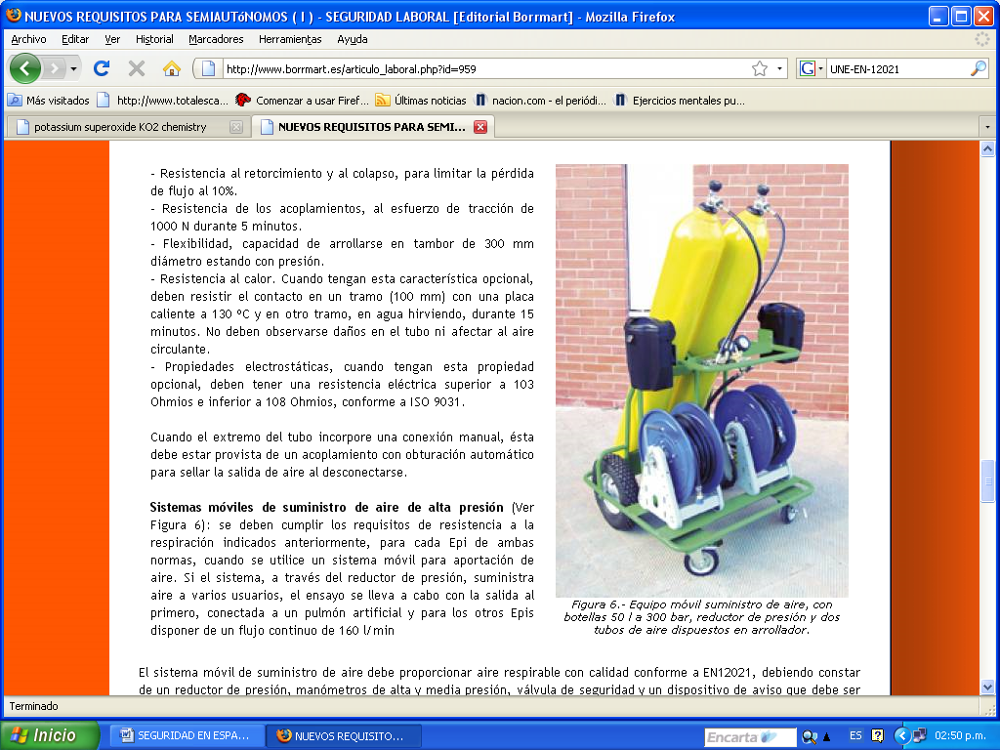 NUEVOS REQUISITOS PARA SEMIAUTóNOMOS ( I ) - SEGURIDAD LABORAL [Editorial Borrmart] - Mozilla Firefox
Archivo Editar Ver Historial Marcadores Herramientas Ayuda
http://www.borrmart.es/articulo_laboral.php?id=959
UNE-EN-12021
Más visitados http://www.totalesca... Comenzar a usar Firef... Últimas noticias nacion.com - el periódi... Ejercicios mentales pu...
potassium superoxide KO2 chemistry
NUEVOS REQUISITOS PARA SEMI...
- Resistencia al retorcimiento y al colapso, para limitar la pérdida
de flujo al 10%.
- Resistencia de los acoplamientos, al esfuerzo de tracción de
1000 N durante 5 minutos.
- Flexibilidad, capacidad de arrollarse en tambor de 300 mm
diámetro estando con presión.
- Resistencia al calor. Cuando tengan esta característica opcional,
deben resistir el contacto en un tramo (100 mm) con una placa
caliente a 130 ºC y en otro tramo, en agua hirviendo, durante 15
minutos. No deben observarse daños en el tubo ni afectar al aire
circulante.
- Propiedades electrostáticas, cuando tengan esta propiedad
opcional, deben tener una resistencia eléctrica superior a 103
Ohmios e inferior a 108 Ohmios, conforme a ISO 9031.
Cuando el extremo del tubo incorpore una conexión manual, ésta
debe estar provista de un acoplamiento con obturación automático
para sellar la salida de aire al desconectarse.
Sistemas móviles de suministro de aire de alta presión (Ver
Figura 6): se deben cumplir los requisitos de resistencia a la
respiración indicados anteriormente, para cada Epi de ambas
normas, cuando se utilice un sistema móvil para aportación de
aire. Si el sistema, a través del reductor de presión, suministra
aire a varios usuarios, el ensayo se lleva a cabo con la salida al
primero, conectada a un pulmón artificial y para los otros Epis
disponer de un flujo continuo de 160 l/min
Figura 6.- Equipo móvil suministro de aire, con
botellas 50 l a 300 bar, reductor de presión y dos
tubos de aire dispuestos en arrollador.
El sistema móvil de suministro de aire debe proporcionar aire respirable con calidad conforme a EN12021, debiendo constar
de un reductor de presión, manómetros de alta y media presión, válvula de seguridad y un dispositivo de aviso que debe ser
Terminado
Inicio
SEGURIDAD EN ESPA...
NUEVOS REQUISITO...
Encarta
ES
02:50 p.m.